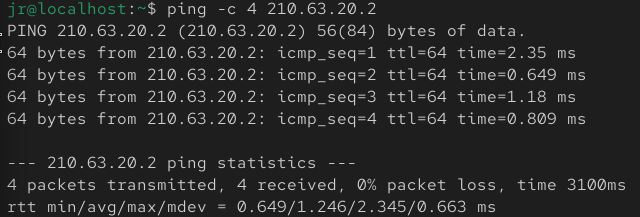 jr@localhost:~$ ping -c 4 210.63.20.2
PING 210.63.20.2 (210.63.20.2) 56(84) bytes of data.
64 bytes from 210.63.20.2: icmp_seq=1 ttl=64 time=2.35 ms
64 bytes from 210.63.20.2: icmp_seq=2 ttl=64 time=0.649 ms
64 bytes from 210.63.20.2: icmp_seq=3 ttl=64 time=1.18 ms
64 bytes from 210.63.20.2: icmp_seq=4 ttl=64 time=0.809 ms

--- 210.63.20.2 ping statistics ---
4 packets transmitted, 4 received, 0% packet loss, time 3100ms
rtt min/avg/max/mdev = 0.649/1.246/2.345/0.663 ms